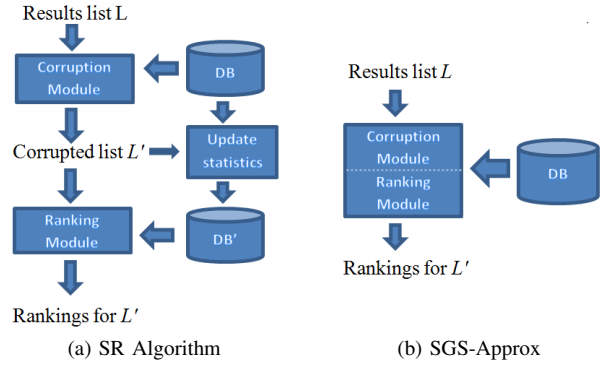 Results list L
Corruption
Module
DB
Corrupted list L'
Update
statistics
Ranking
Module
DB'
Rankings for L'
(a) SR Algorithm
Results list L
Corruption
Module
Ranking
Module
DB
Rankings for L'
(b) SGS-Approx